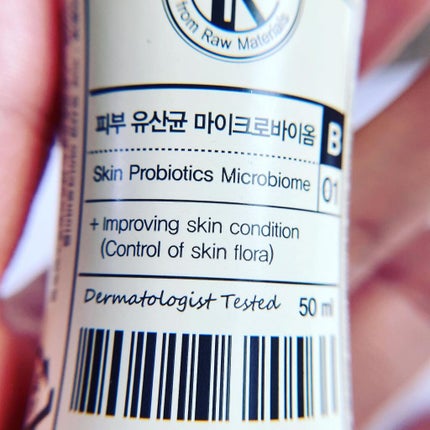 from Raw Materials
피부 유산균 마이크로바이옴 B
Skin Probiotics Microbiome 01
+ Improving skin condition
(Control of skin flora)
Dermatologist Tested 50 ml